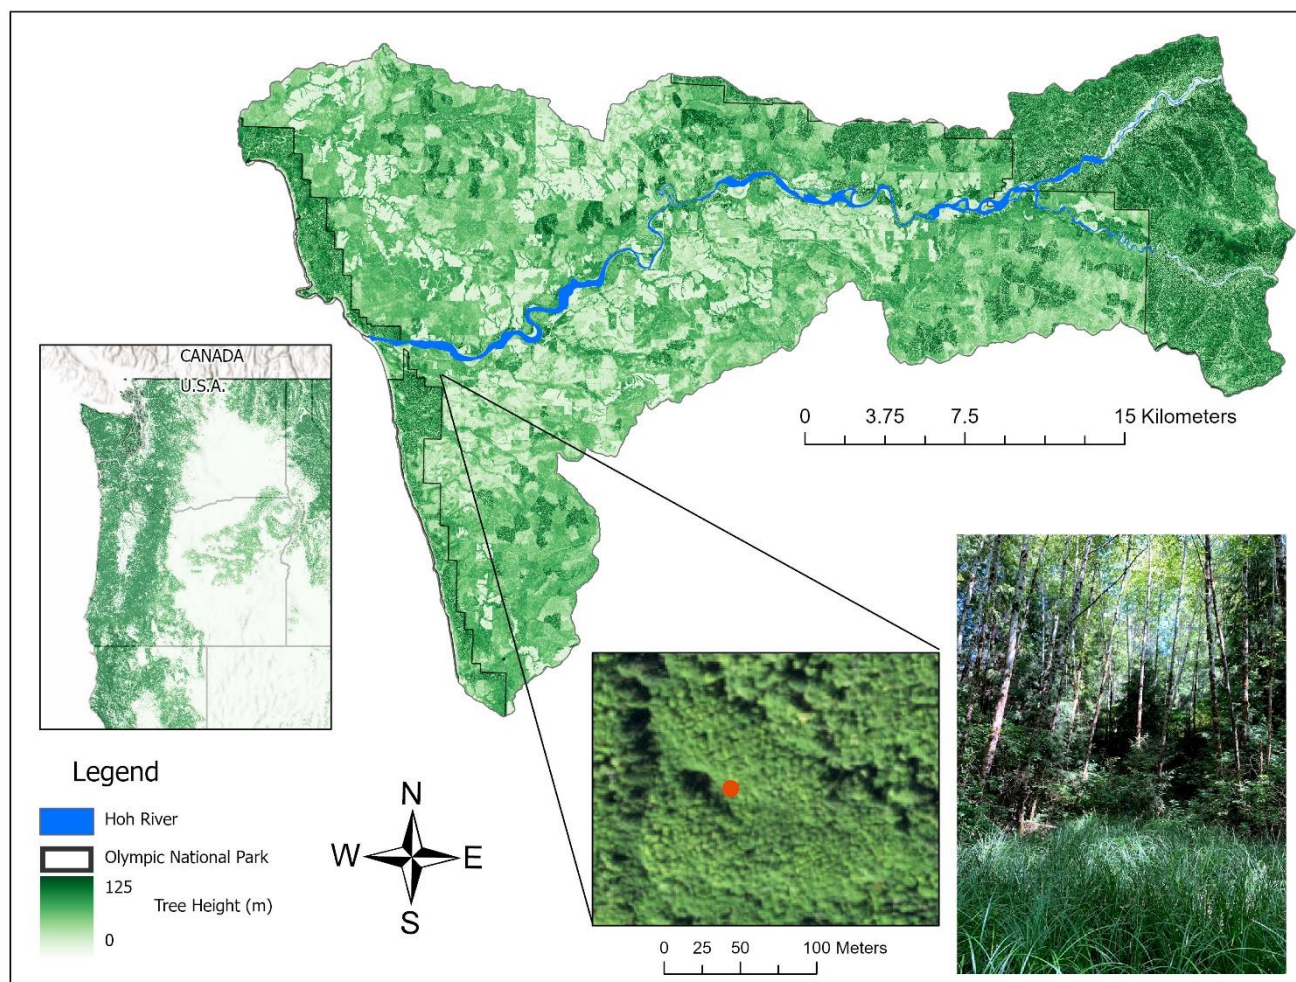 CANADA
U.S.A.
0 3.75 7.5 15 Kilometers
Legend
Hoh River
Olympic National Park
125
Tree Height (m)
0
N
W E
S
0 25 50 100 Meters